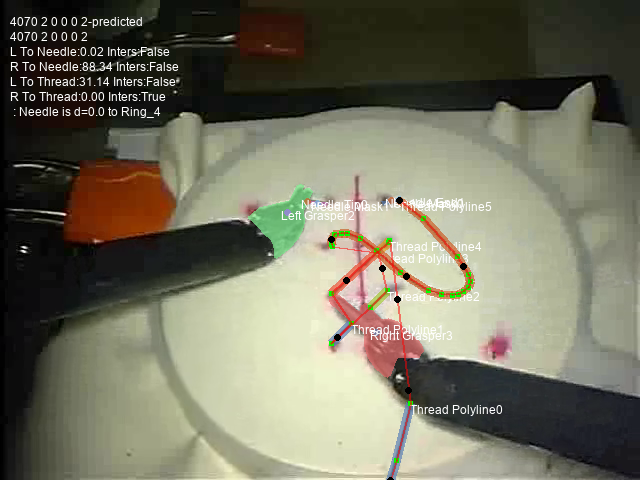 4070 2 0 0 0 2-predicted
4070 2 0 0 0 2
L To Needle:0.02 Inters:False
R To Needle:88.34 Inters:False
L To Thread:31.14 Inters:False
R To Thread:0.00 Inters:True
: Needle is d=0.0 to Ring_4
Thread Polyline5
Left Grasper2
Thread Polyline4
Thread Polyline2
Thread Polyline1
Right Grasper3
Thread Polyline0